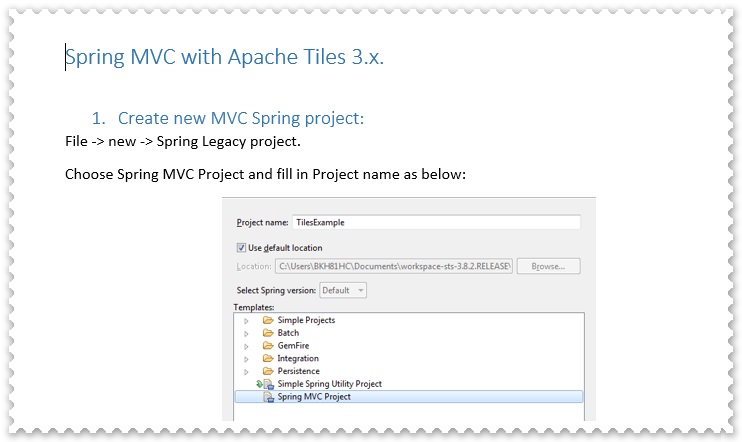 Spring MVC with Apache Tiles 3.x.
1. Create new MVC Spring project:
File -> new -> Spring Legacy project.
Choose Spring MVC Project and fill in Project name as below:
Project name: TilesExample
Use default location
Location: C:\Users\BKH81HC\Documents\workspace-sts-3.8.2.RELEASE\ Browse...
Select Spring version: Default
Templates:
Simple Projects
Batch
GemFire
Integration
Persistence
Simple Spring Utility Project
Spring MVC Project